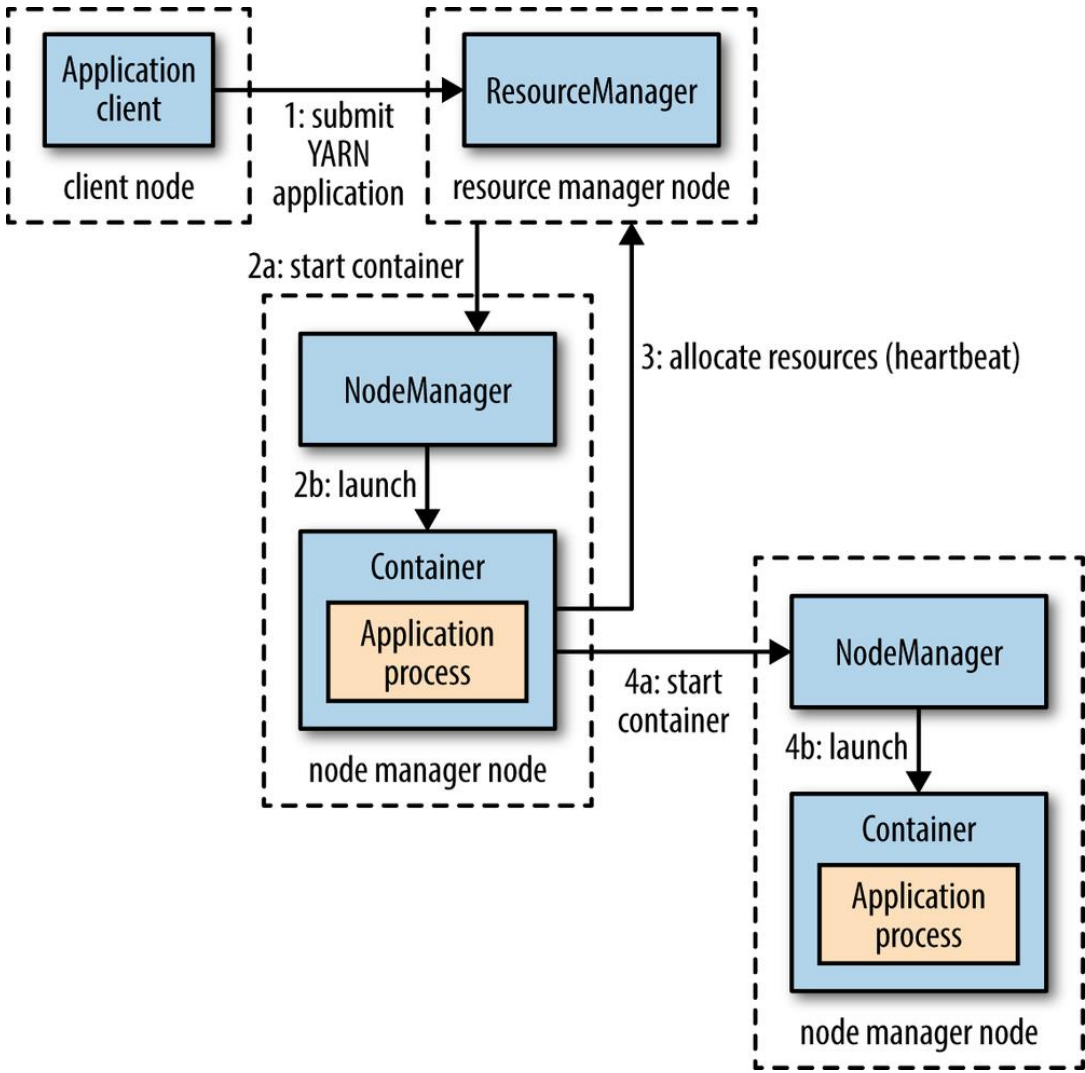 Application
client
client node
1: submit
YARN
application
ResourceManager
resource manager node
2a: start container
NodeManager
2b: launch
Container
Application
process
node manager node
3: allocate resources (heartbeat)
4a: start
container
NodeManager
4b: launch
Container
Application
process
node manager node